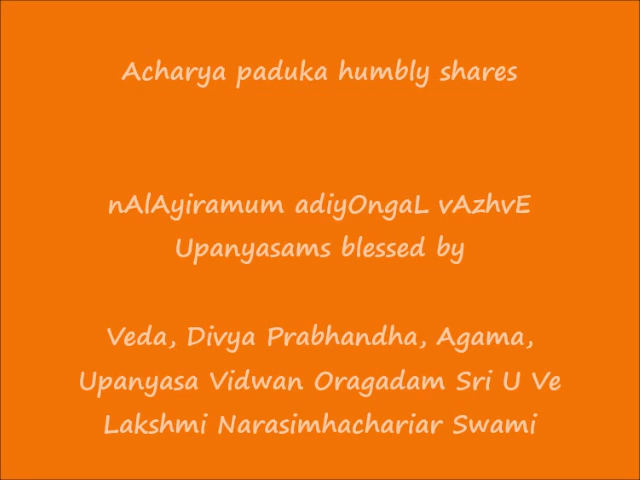 Acharya paduka humbly shares
nAlAyiramum adiyOngaL vAzhvE
Upanyasams blessed by
Veda, Divya Prabhandha, Agama,
Upanyasa Vidwan Oragadam Sri U Ve
Lakshmi Narasimhachariar Swami